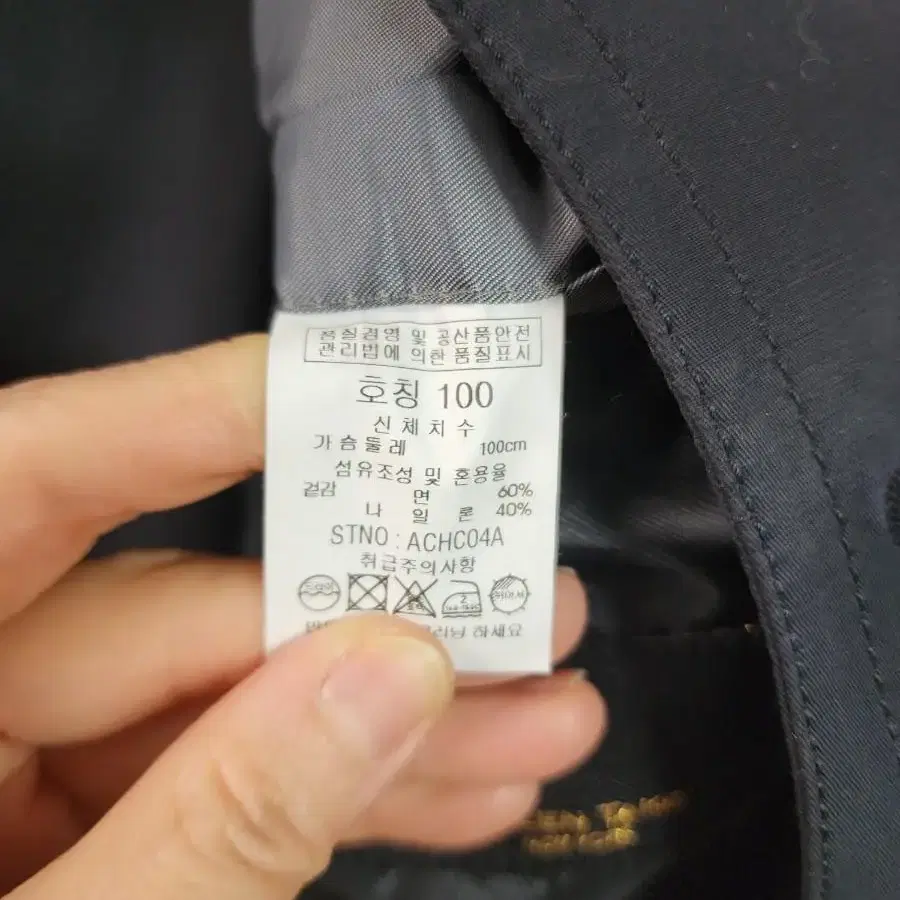 품질경영 및 공산품안전
관리법에 의한 품질표시
호칭 100
신체치수
가슴둘레 100cm
섬유조성 및 혼용율
겉감 면 60%
나일론 40%
STNO : ACHC04A
취급주의사항
2
하세요